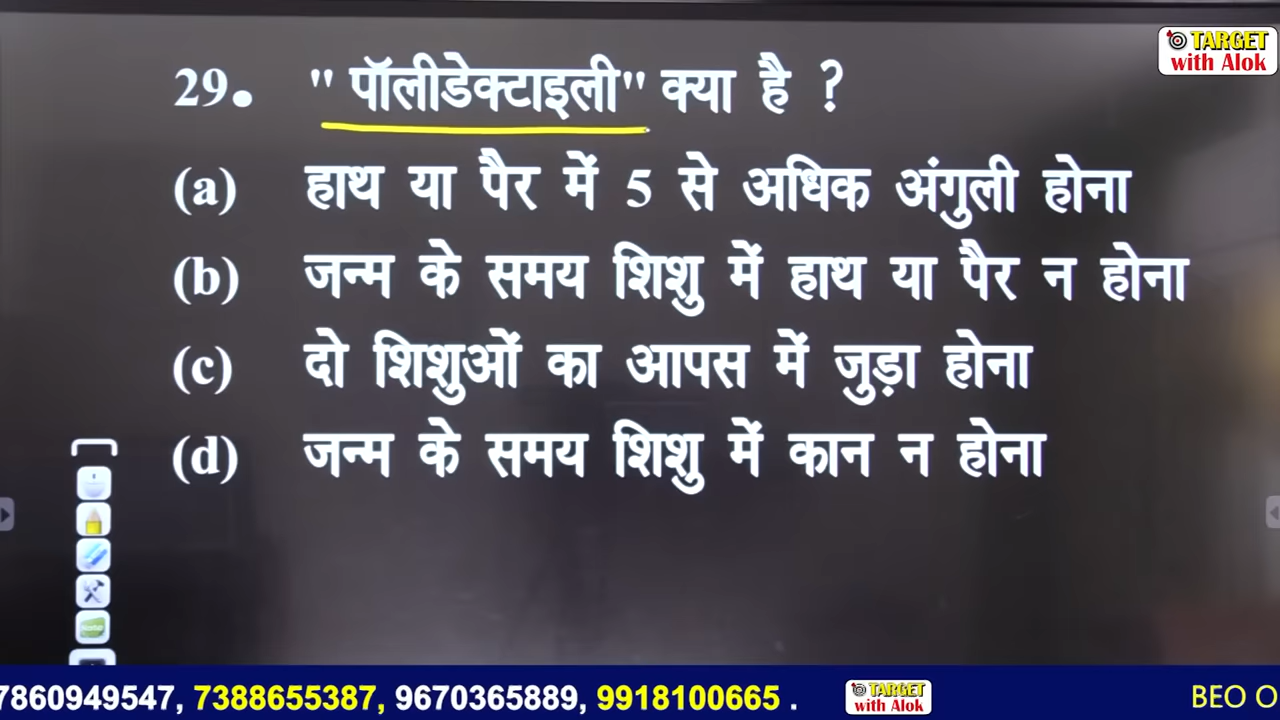 TARGET
with Alok
29. " पॉलीडेक्टाइली" क्या है ?
(a) हाथ या पैर में 5 से अधिक अंगुली होना
(b) जन्म के समय शिशु में हाथ या पैर न होना
(c) दो शिशुओं का आपस में जुड़ा होना
(d) जन्म के समय शिशु में कान न होना
7860949547, 7388655387, 9670365889, 9918100665 .
TARGET
with Alok
BEO O